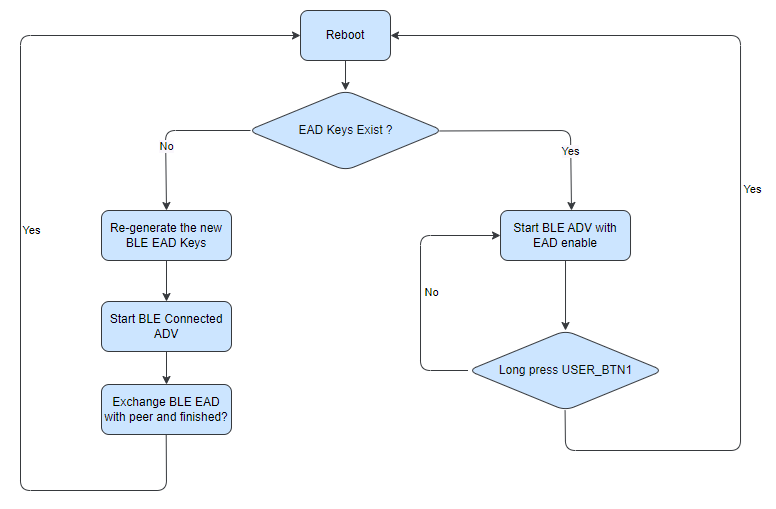 Reboot
EAD Keys Exist ?
No
Yes
Yes
Yes
Re-generate the new
BLE EAD Keys
Start BLE ADV with
EAD enable
No
Start BLE Connected
ADV
Long press USER_BTN1
Exchange BLE EAD
with peer and finished?